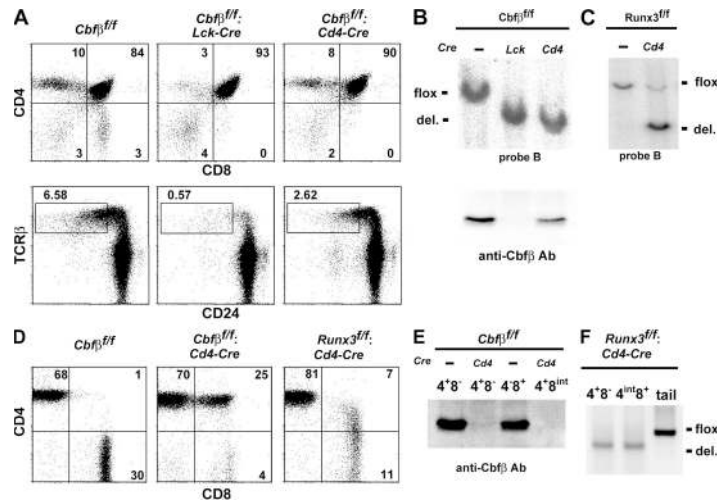 A
Cbfβf/f
Cbfβf/f:
Lck-Cre
Cbfβf/f:
Cd4-Cre
10 84
3 3
3 93
4 0
8 90
2 0
CD4
CD8
6.58
0.57
2.62
TCRβ
CD24
B
Cbfβf/f
Cre – Lck Cd4
flox
del.
probe B
anti-Cbfβ Ab
C
Runx3f/f
– Cd4
flox
del.
probe B
D
Cbfβf/f
Cbfβf/f:
Cd4-Cre
Runx3f/f:
Cd4-Cre
68 1
30
70 25
4
81 7
11
CD4
CD8
E
Cbfβf/f
Cre – Cd4 – Cd4
4+8- 4+8- 4-8+ 4+8int
anti-Cbfβ Ab
F
Runx3f/f:
Cd4-Cre
4+8- 4int8+ tail
flox
del.